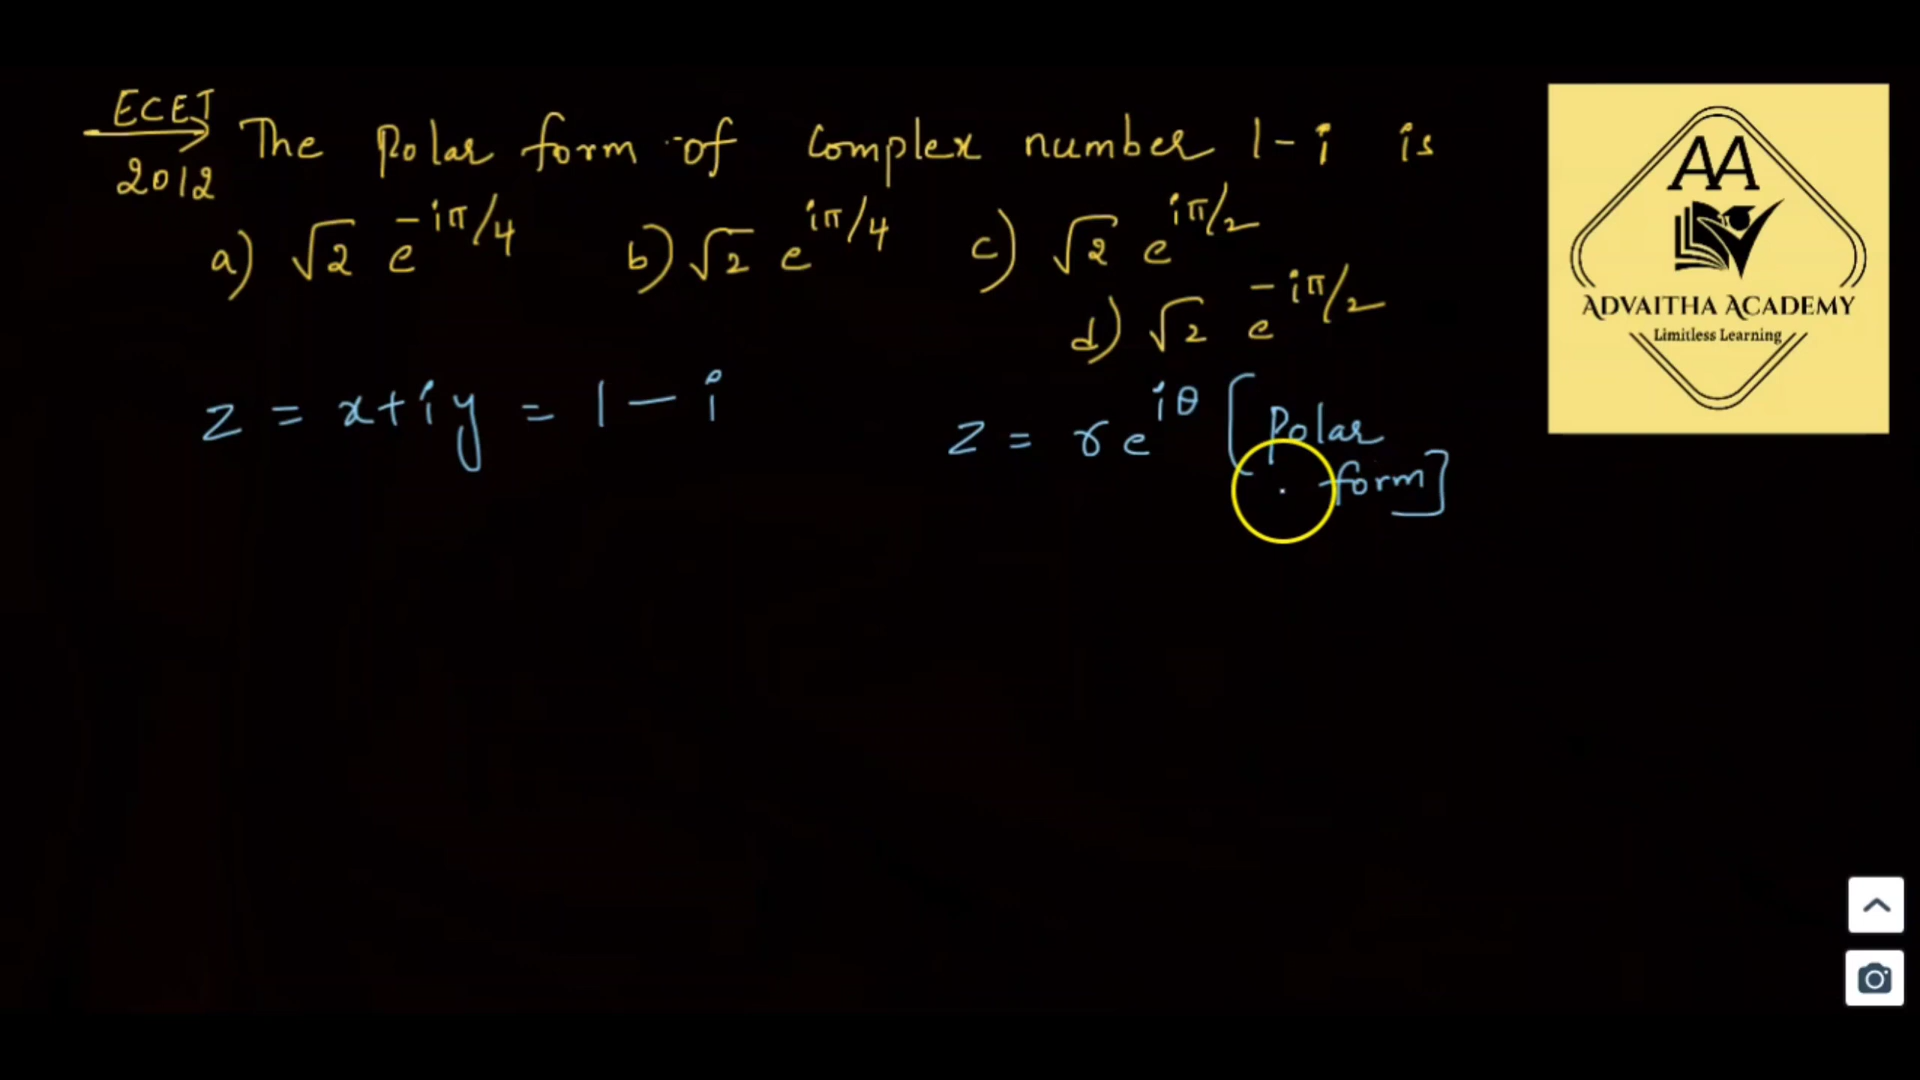 ECET
2012
The Polar form of complex number 1-i is
a) √2 e^{-iπ/4} b) √2 e^{iπ/4} c) √2 e^{iπ/2}
d) √2 e^{-iπ/2}
z = x+iy = 1-i
z = re^{iθ} [Polar
form]
AA
ADVAITHA ACADEMY
Limitless Learning